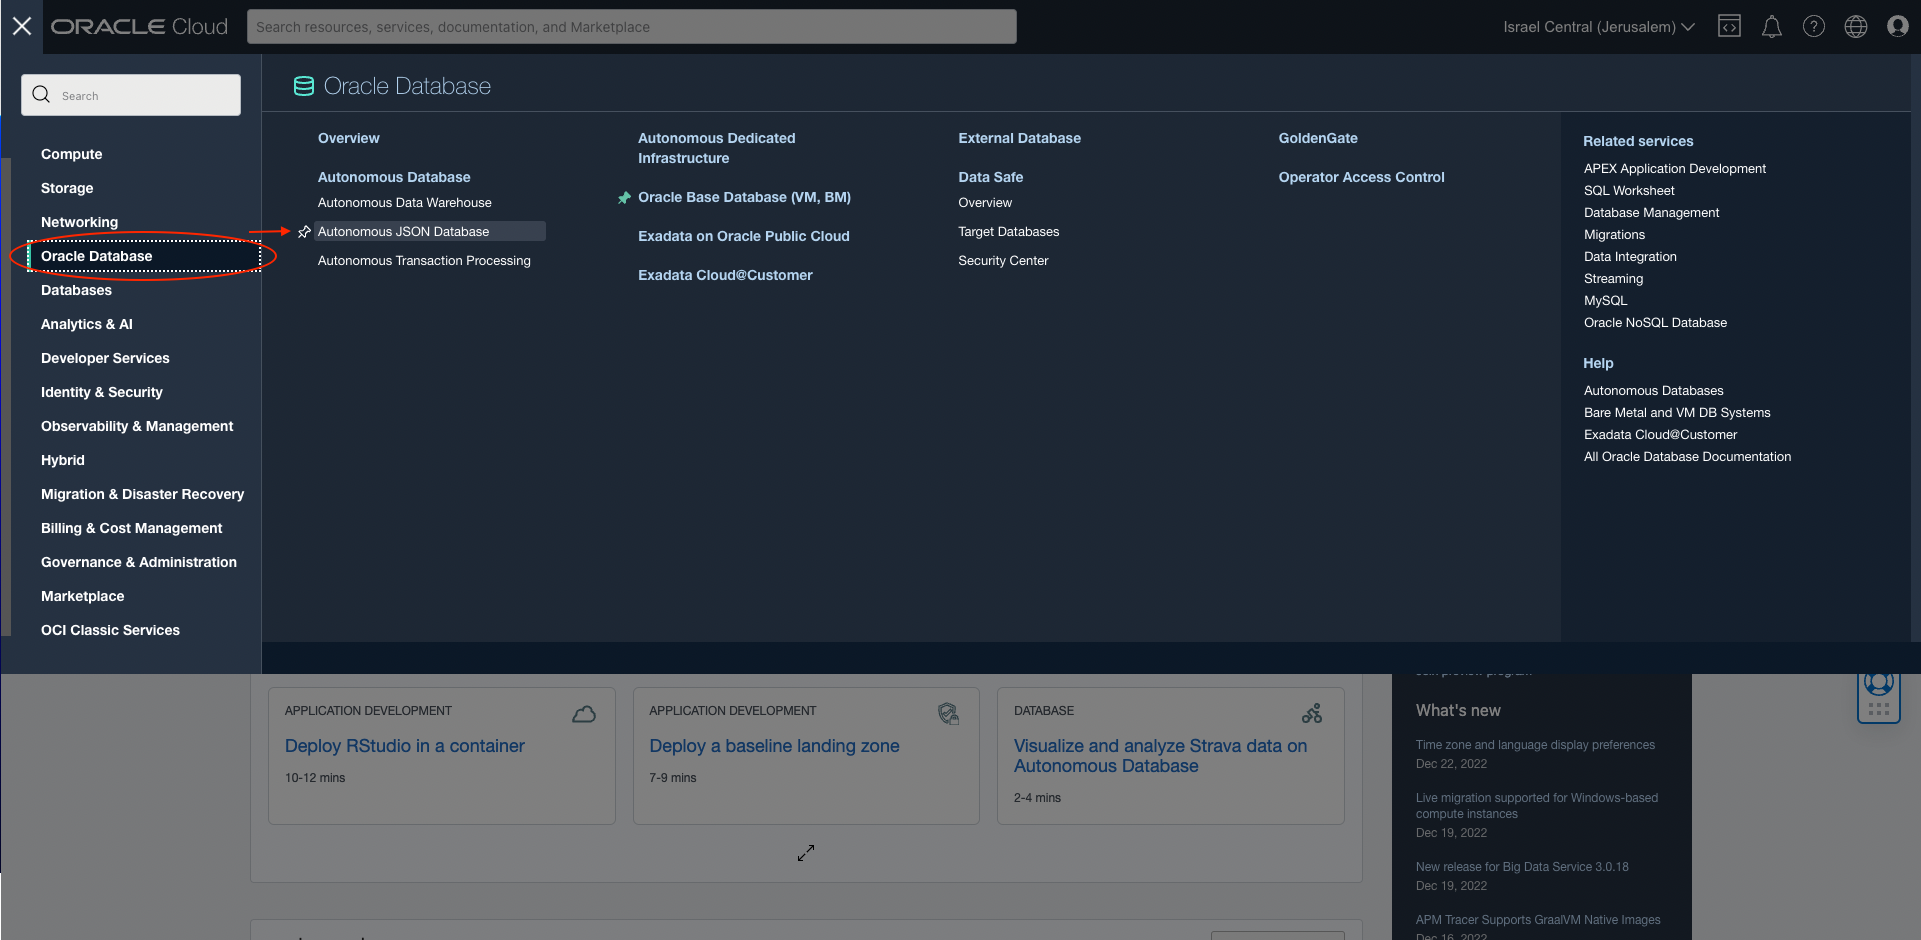 ORACLE Cloud
Search resources, services, documentation, and Marketplace
Israel Central (Jerusalem)
Search
Compute
Storage
Networking
Oracle Database
Databases
Analytics & AI
Developer Services
Identity & Security
Observability & Management
Hybrid
Migration & Disaster Recovery
Billing & Cost Management
Governance & Administration
Marketplace
OCI Classic Services
Oracle Database
Overview
Autonomous Database
Autonomous Data Warehouse
Autonomous JSON Database
Autonomous Transaction Processing
Autonomous Dedicated
Infrastructure
Oracle Base Database (VM, BM)
Exadata on Oracle Public Cloud
Exadata Cloud@Customer
External Database
Data Safe
Overview
Target Databases
Security Center
GoldenGate
Operator Access Control
Related services
APEX Application Development
SQL Worksheet
Database Management
Migrations
Data Integration
Streaming
MySQL
Oracle NoSQL Database
Help
Autonomous Databases
Bare Metal and VM DB Systems
Exadata Cloud@Customer
All Oracle Database Documentation
APPLICATION DEVELOPMENT
Deploy RStudio in a container
10-12 mins
APPLICATION DEVELOPMENT
Deploy a baseline landing zone
7-9 mins
DATABASE
Visualize and analyze Strava data on
Autonomous Database
2-4 mins
What's new
Time zone and language display preferences
Dec 22, 2022
Live migration supported for Windows-based
compute instances
Dec 19, 2022
New release for Big Data Service 3.0.18
Dec 19, 2022
APM Tracer Supports GraalVM Native Images
Dec 16, 2022